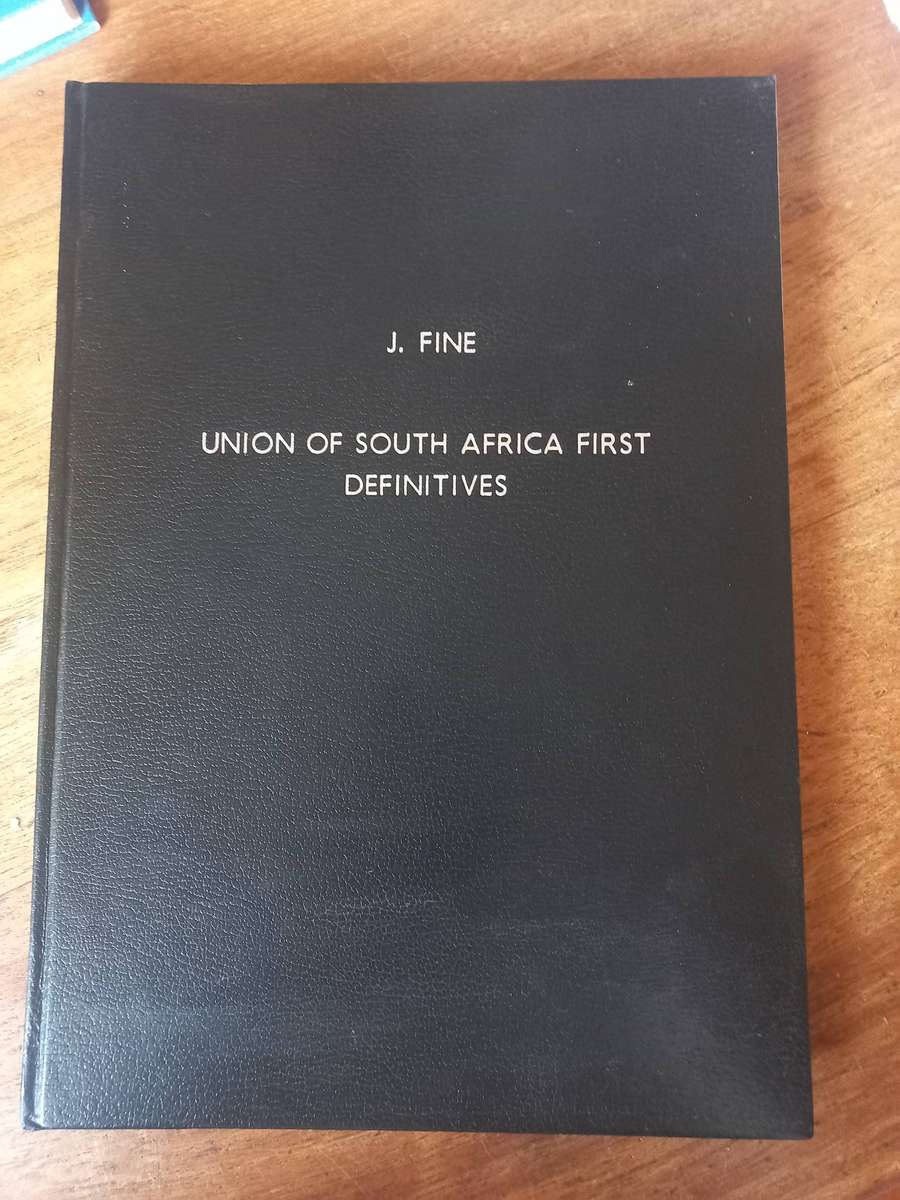 J. FINE
UNION OF SOUTH AFRICA FIRST
DEFINITIVES